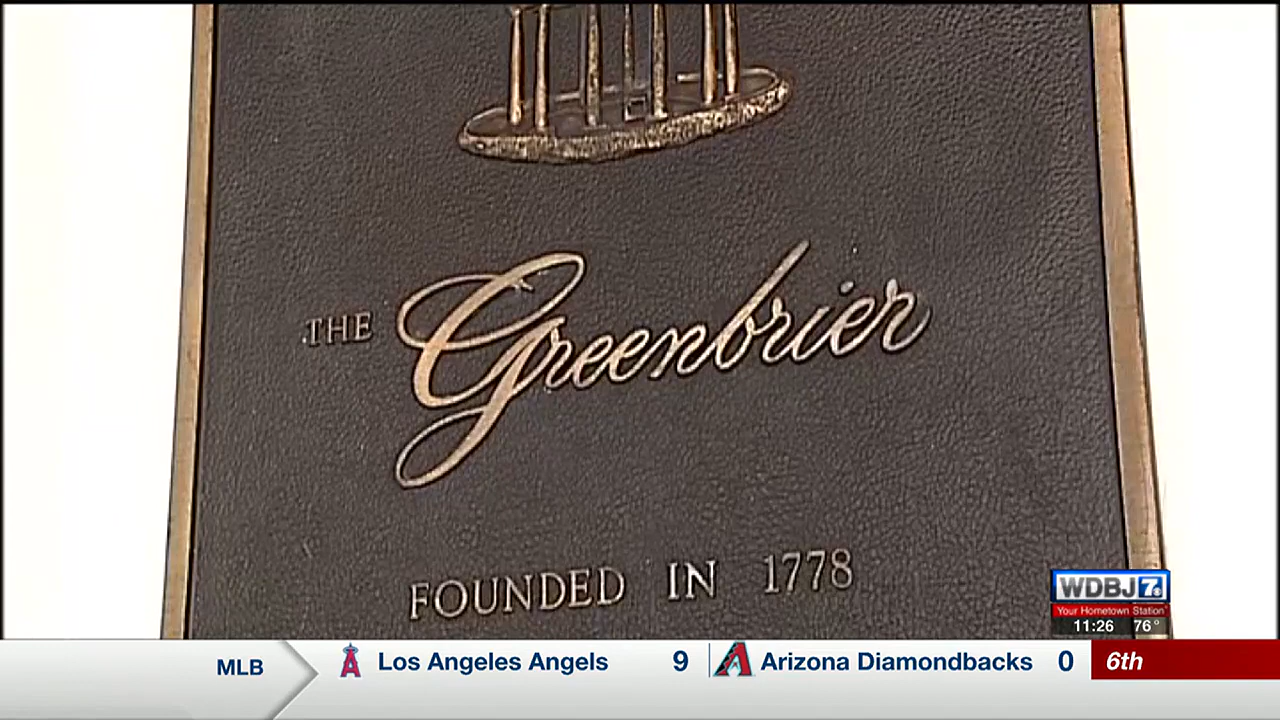 THE Greenbrier
FOUNDED IN 1778
WDBJ7
Your Hometown Station
11:26 76°
MLB Los Angeles Angels 9 Arizona Diamondbacks 0 6th